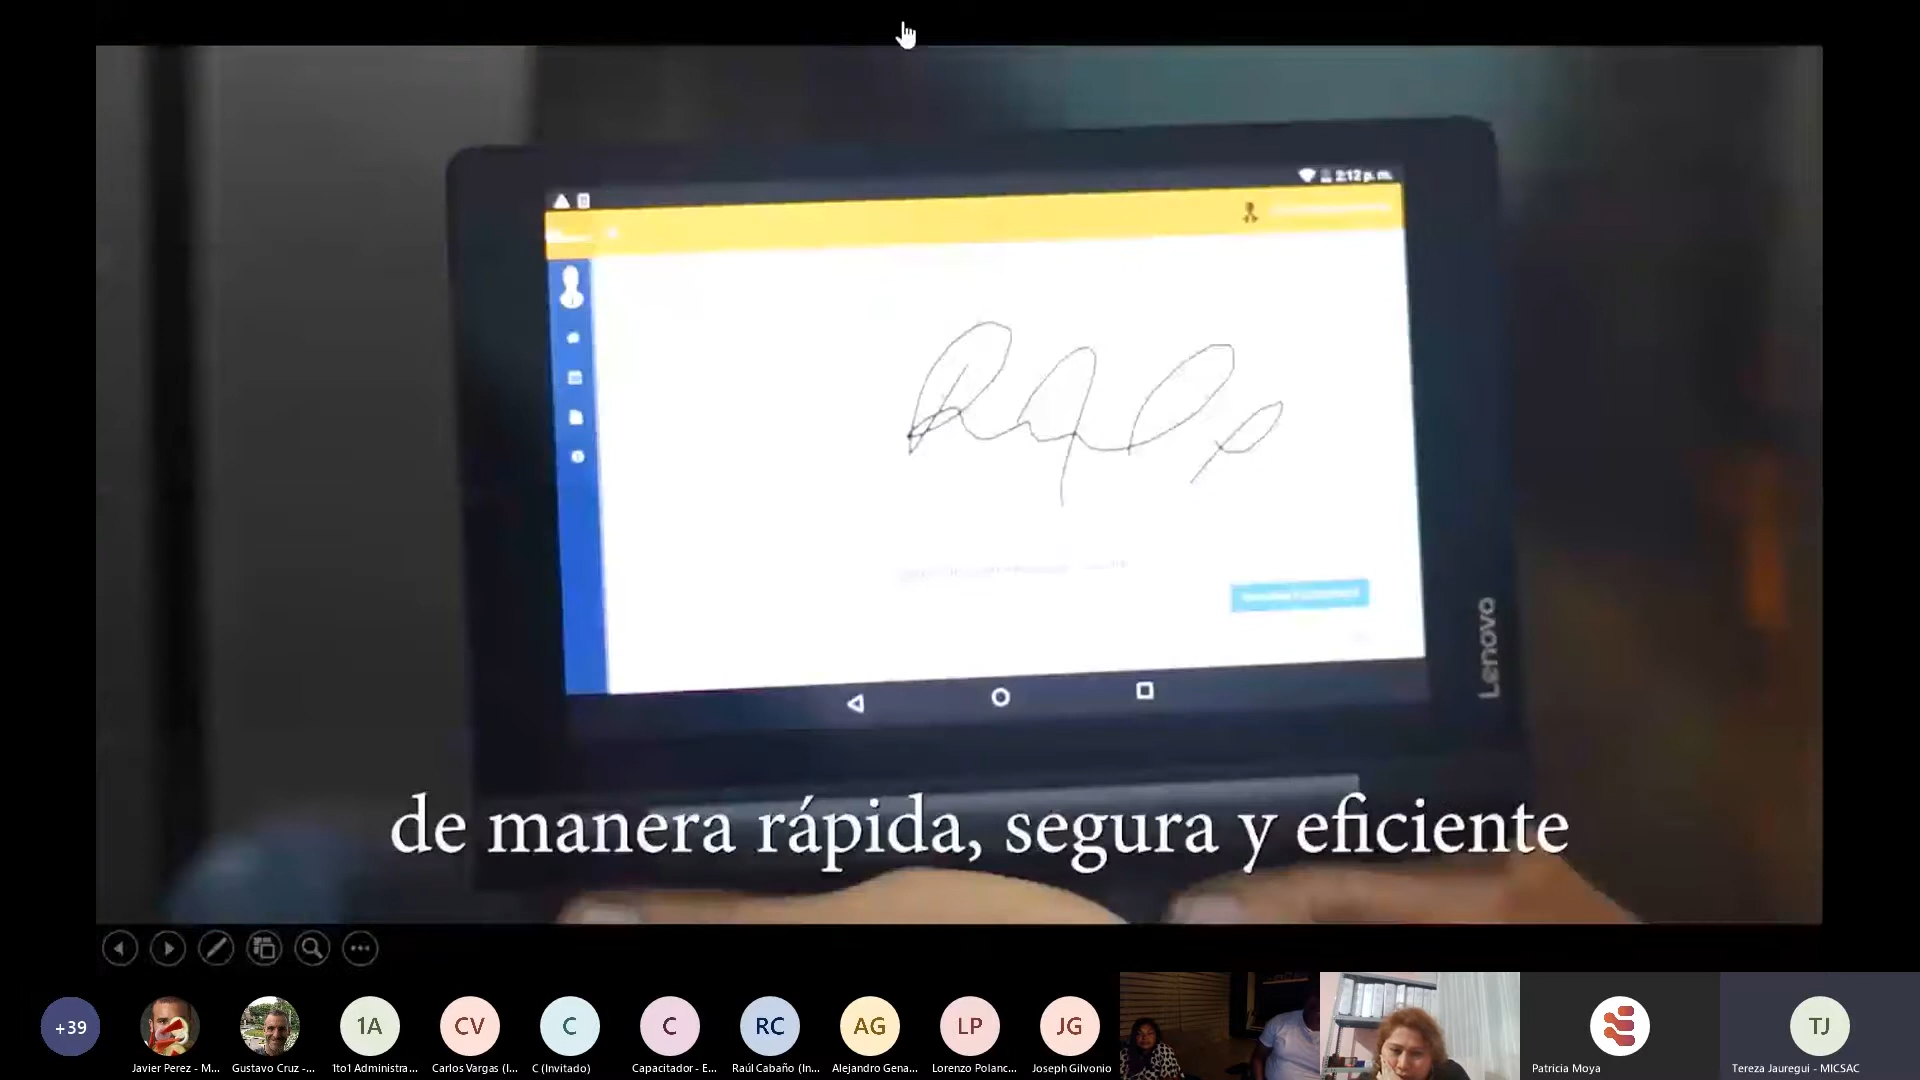 2:12 p. m.
Lenovo
de manera rápida, segura y eficiente
+39
1A
CV
C
C
RC
AG
LP
JG
TJ
Javier Perez - M...
Gustavo Cruz -...
1to1 Administra...
Carlos Vargas (I...
C (Invitado)
Capacitador - E...
Raúl Cabaño (In...
Alejandro Gena...
Lorenzo Polanc...
Joseph Gilvonio
Patricia Moya
Tereza Jauregui - MICSAC